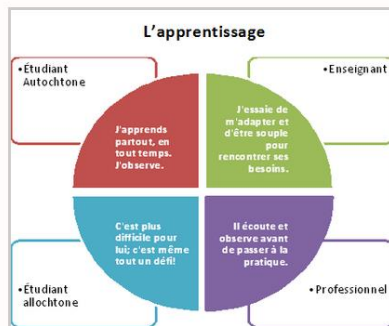 L'apprentissage
•Étudiant
Autochtone
•Enseignant
J'apprends
partout, en
tout temps.
J'observe.
J'essaie de
m'adapter et
d'être souple
pour
rencontrer ses
besoins.
C'est plus
difficile pour
lui; c'est même
tout un défi!
Il écoute et
observe avant
de passer à la
pratique.
•Étudiant
allochtone
•Professionnel